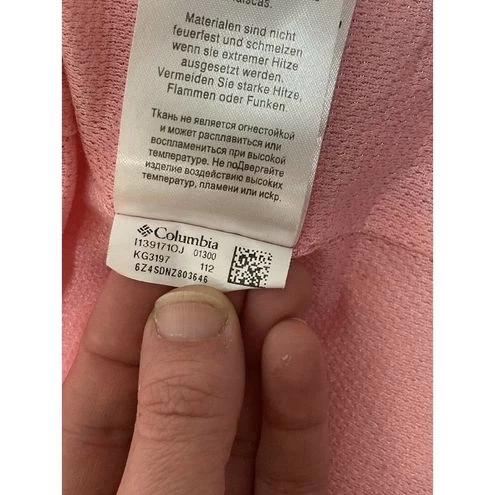 Materialen sind nicht
feuerfest und schmelzen
wenn sie extremer Hitze
ausgesetzt werden.
Vermeiden Sie starke Hitze,
Flammen oder Funken.
Ткань не является огнестойкой
и может расплавиться или
воспламениться при высокой
температуре. Не подвергайте
изделие воздействию высоких
температур, пламени или искр.
Columbia
I139171OJ 01300
KG3197 112
6Z4SDNZ803646